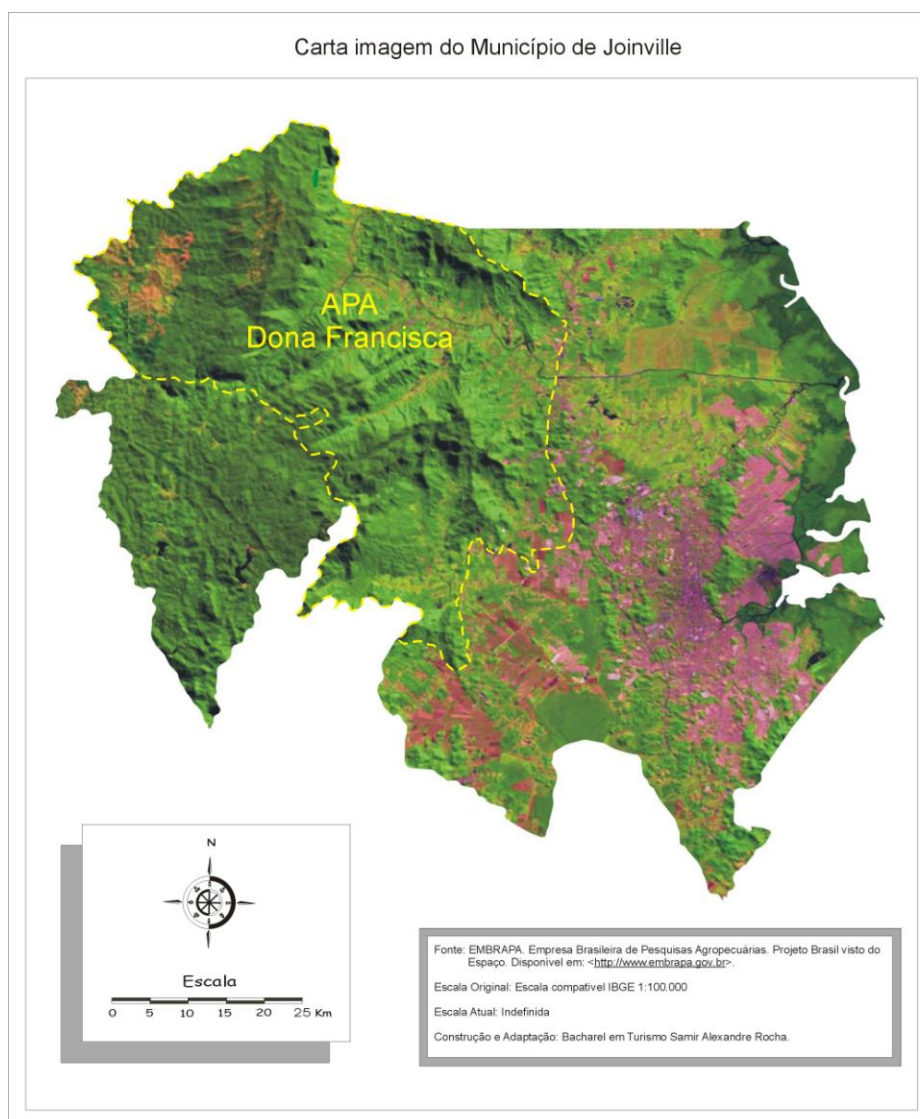 Carta imagem do Município de Joinville
APA
Dona Francisca
N
Escala
0 5 10 15 20 25 Km
Fonte: EMBRAPA. Empresa Brasileira de Pesquisas Agropecuárias. Projeto Brasil visto do
Espaço. Disponível em: <http://www.embrapa.gov.br>.
Escala Original: Escala compatível IBGE 1:100.000
Escala Atual: Indefinida
Construção e Adaptação: Bacharel em Turismo Samir Alexandre Rocha.